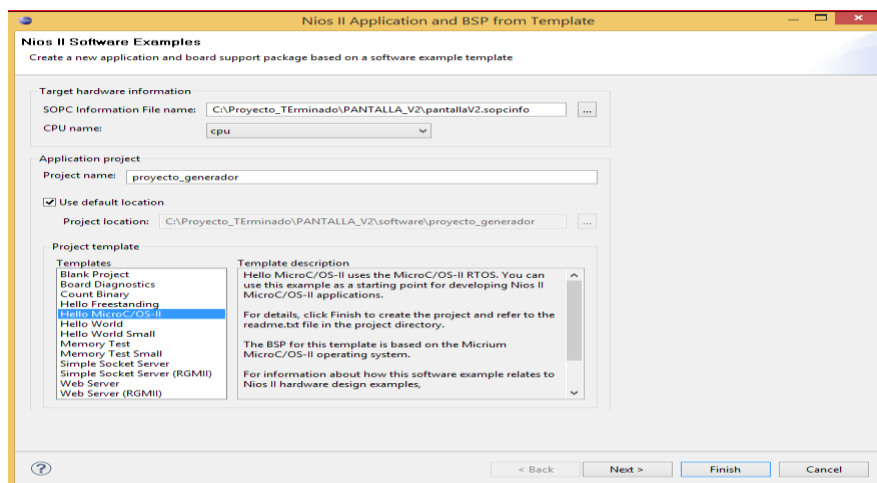 Nios II Application and BSP from Template
Nios II Software Examples
Create a new application and board support package based on a software example template
Target hardware information
SOPC Information File name: C:\Proyecto_TErminado\PANTALLA_V2\pantallaV2.sopcinfo ...
CPU name: cpu
Application project
Project name: proyecto_generador
Use default location
Project location: C:\Proyecto_TErminado\PANTALLA_V2\software\proyecto_generador ...
Project template
Templates
Blank Project
Board Diagnostics
Count Binary
Hello Freestanding
Hello MicroC/OS-II
Hello World
Hello World Small
Memory Test
Memory Test Small
Simple Socket Server
Simple Socket Server (RGMII)
Web Server
Web Server (RGMII)
Template description
Hello MicroC/OS-II uses the MicroC/OS-II RTOS. You can
use this example as a starting point for developing Nios II
MicroC/OS-II applications.
For details, click Finish to create the project and refer to the
readme.txt file in the project directory.
The BSP for this template is based on the Micrium
MicroC/OS-II operating system.
For information about how this software example relates to
Nios II hardware design examples,
? < Back Next > Finish Cancel